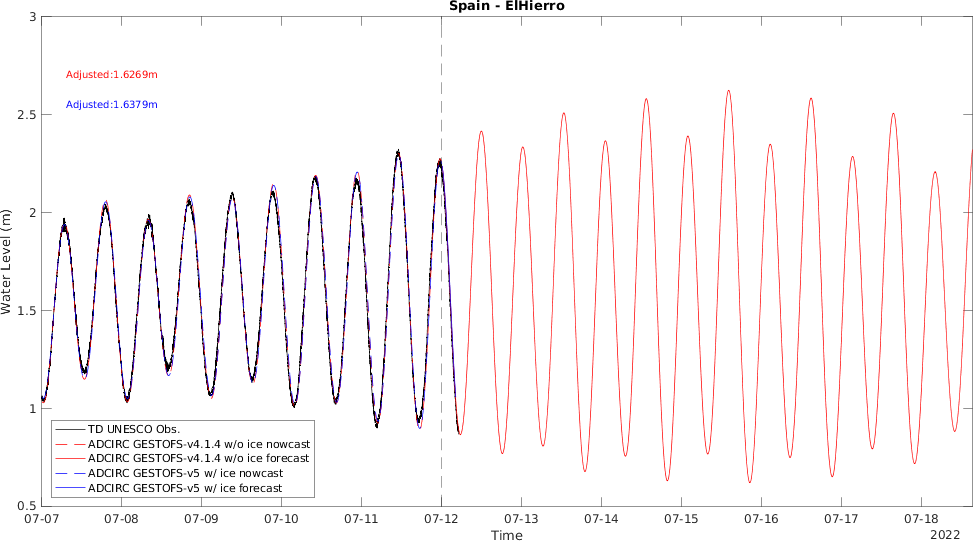 Spain - ElHierro
3
Adjusted:1.6269m
Adjusted:1.6379m
2.5
2
1.5
1
0.5
Water Level (m)
TD UNESCO Obs.
ADCIRC GESTOFS-v4.1.4 w/o ice nowcast
ADCIRC GESTOFS-v4.1.4 w/o ice forecast
ADCIRC GESTOFS-v5 w/ ice nowcast
ADCIRC GESTOFS-v5 w/ ice forecast
07-07 07-08 07-09 07-10 07-11 07-12 07-13 07-14 07-15 07-16 07-17 07-18
Time
2022